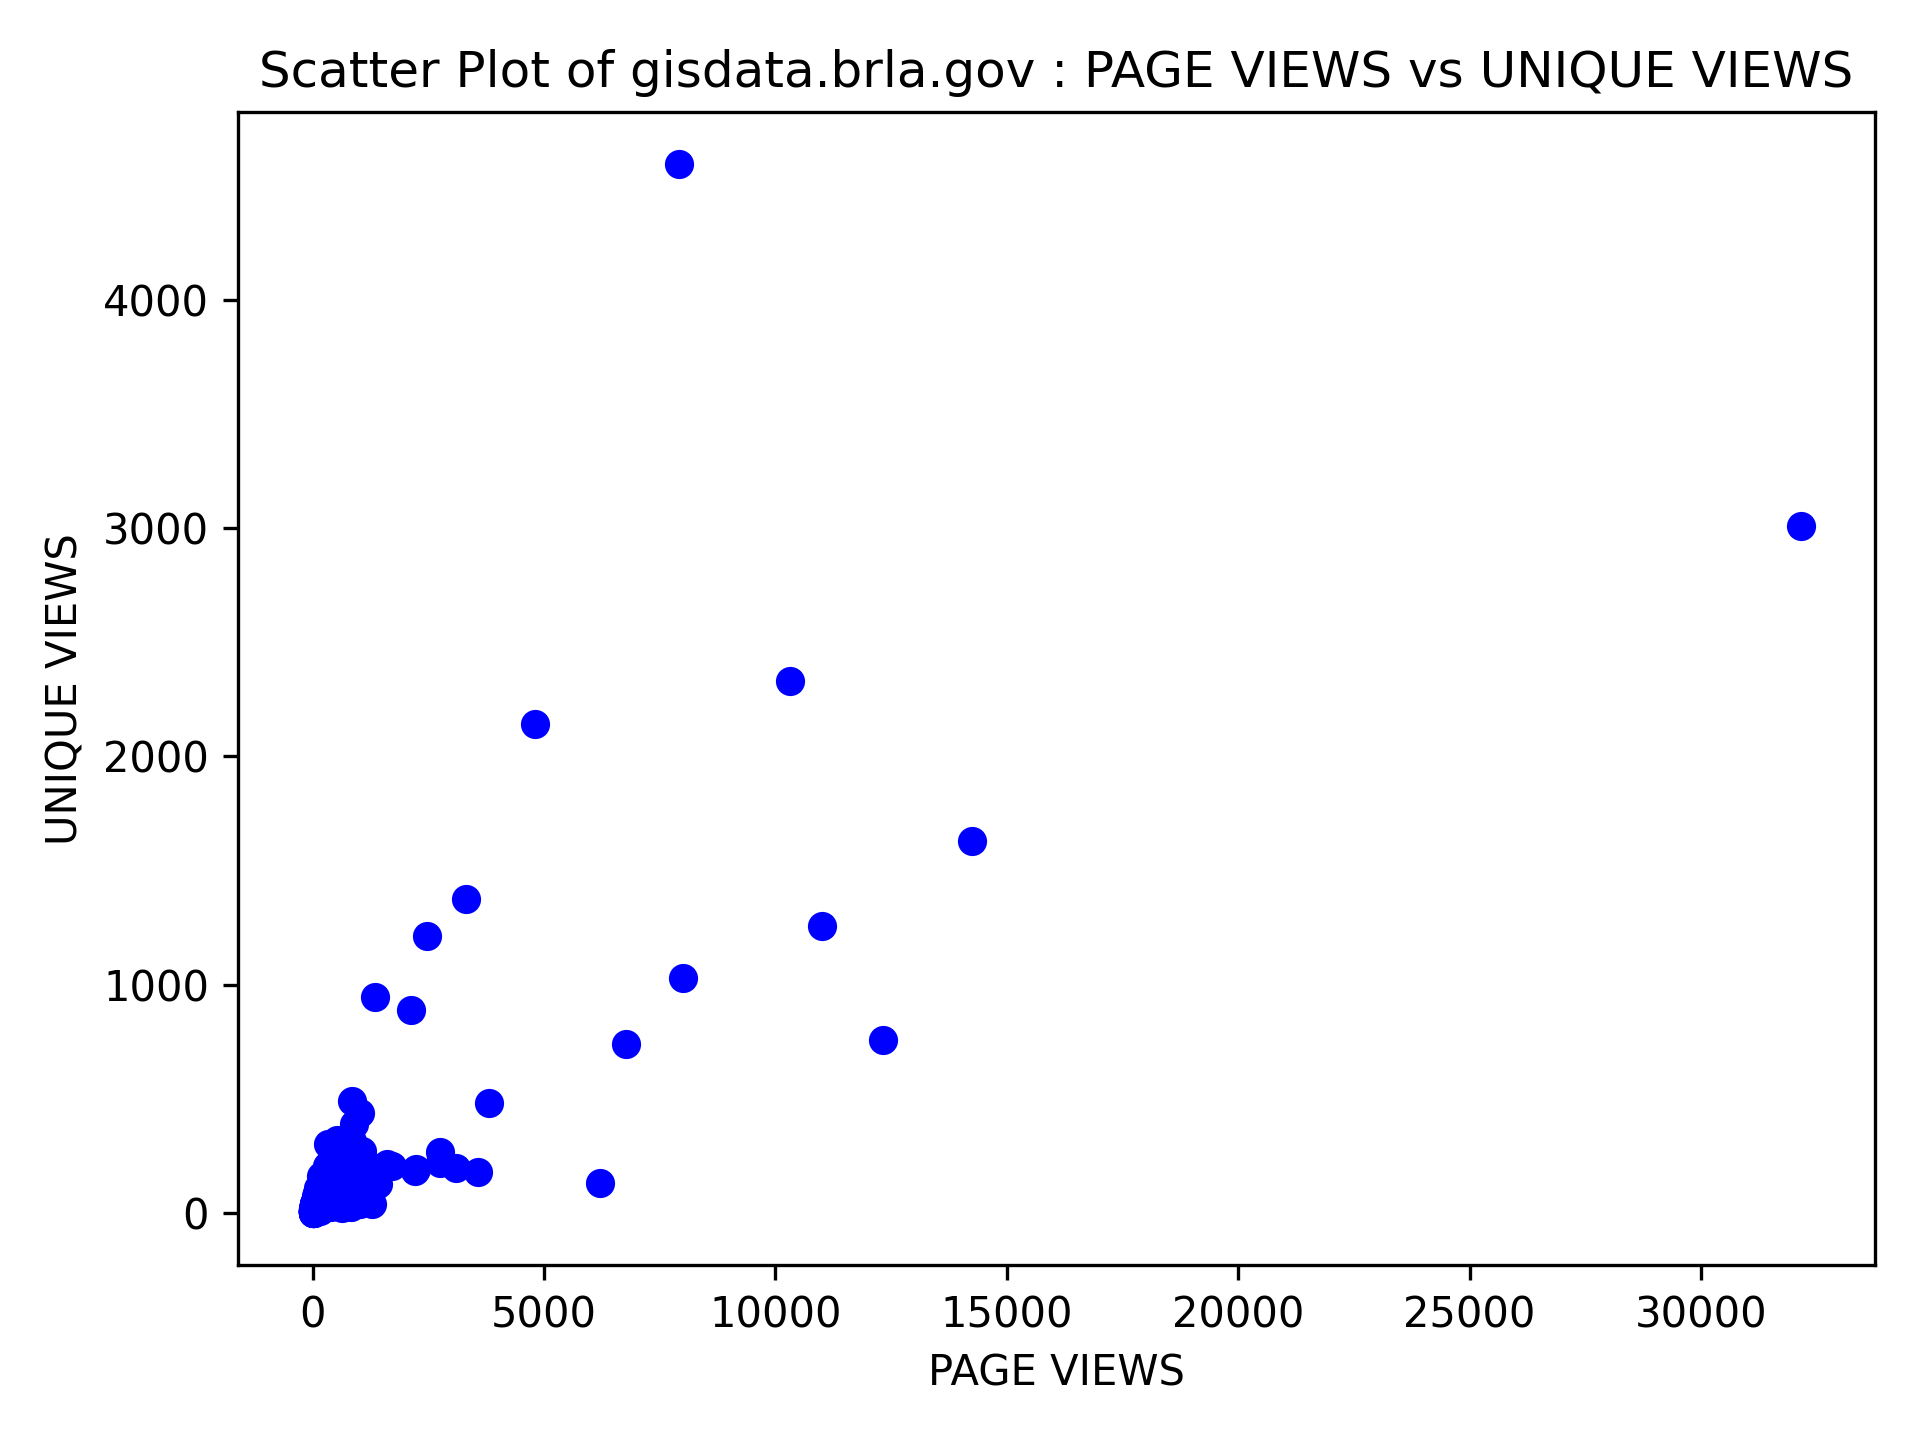 Scatter Plot of gisdata.brla.gov : PAGE VIEWS vs UNIQUE VIEWS
UNIQUE VIEWS
4000
3000
2000
1000
0
0 5000 10000 15000 20000 25000 30000
PAGE VIEWS